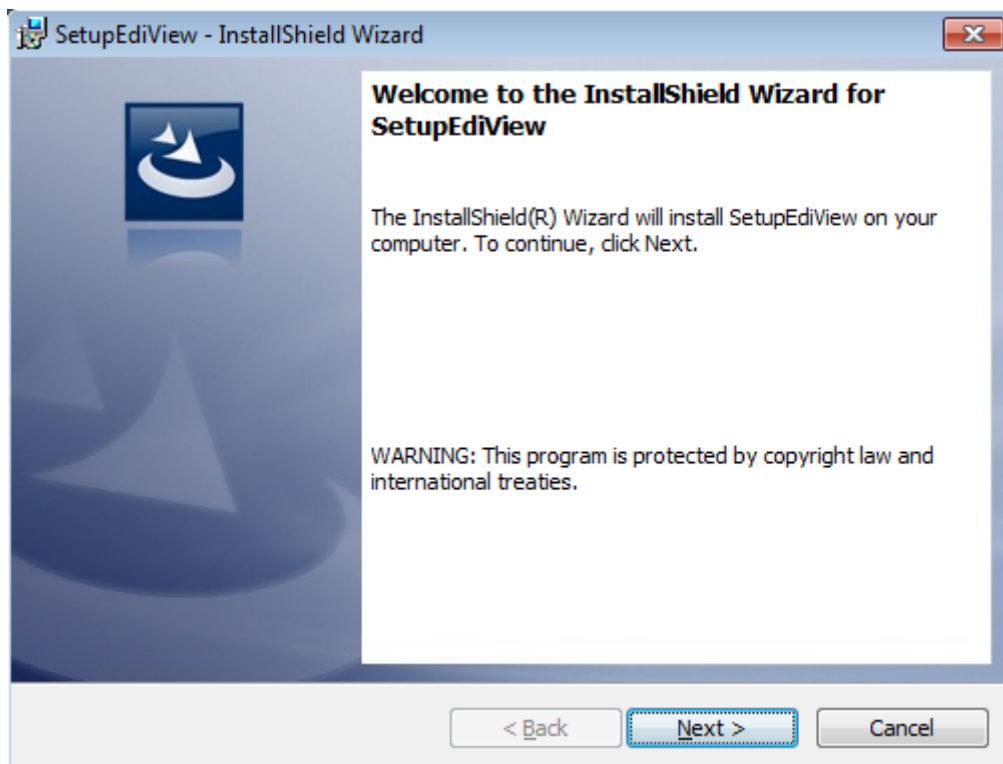 SetupEdiView - InstallShield Wizard
Welcome to the InstallShield Wizard for
SetupEdiView
The InstallShield(R) Wizard will install SetupEdiView on your
computer. To continue, click Next.
WARNING: This program is protected by copyright law and
international treaties.
< Back
Next >
Cancel